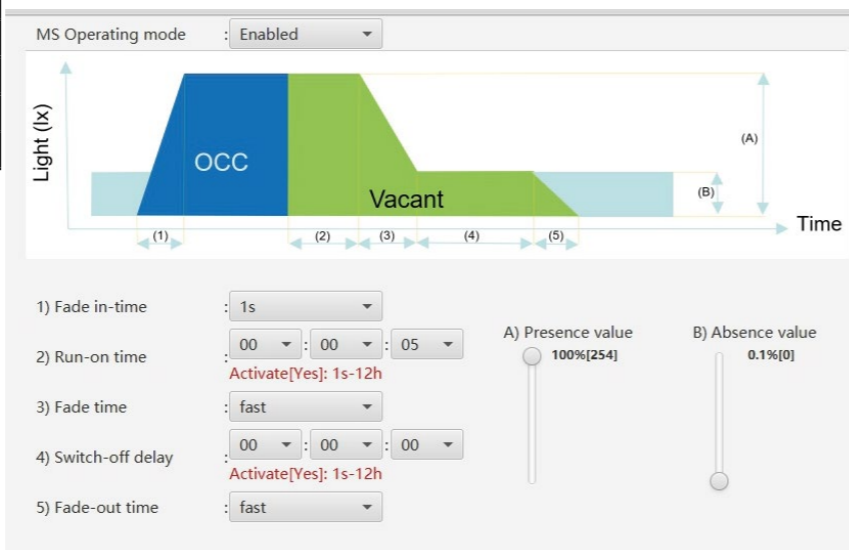 MS Operating mode : Enabled
Light (lx)
OCC
Vacant
(A)
(B)
Time
(1) (2) (3) (4) (5)
1) Fade in-time : 1s
2) Run-on time : 00 : 00 : 05
Activate[Yes]: 1s-12h
3) Fade time : fast
4) Switch-off delay : 00 : 00 : 00
Activate[Yes]: 1s-12h
5) Fade-out time : fast
A) Presence value
100%[254]
B) Absence value
0.1%[0]